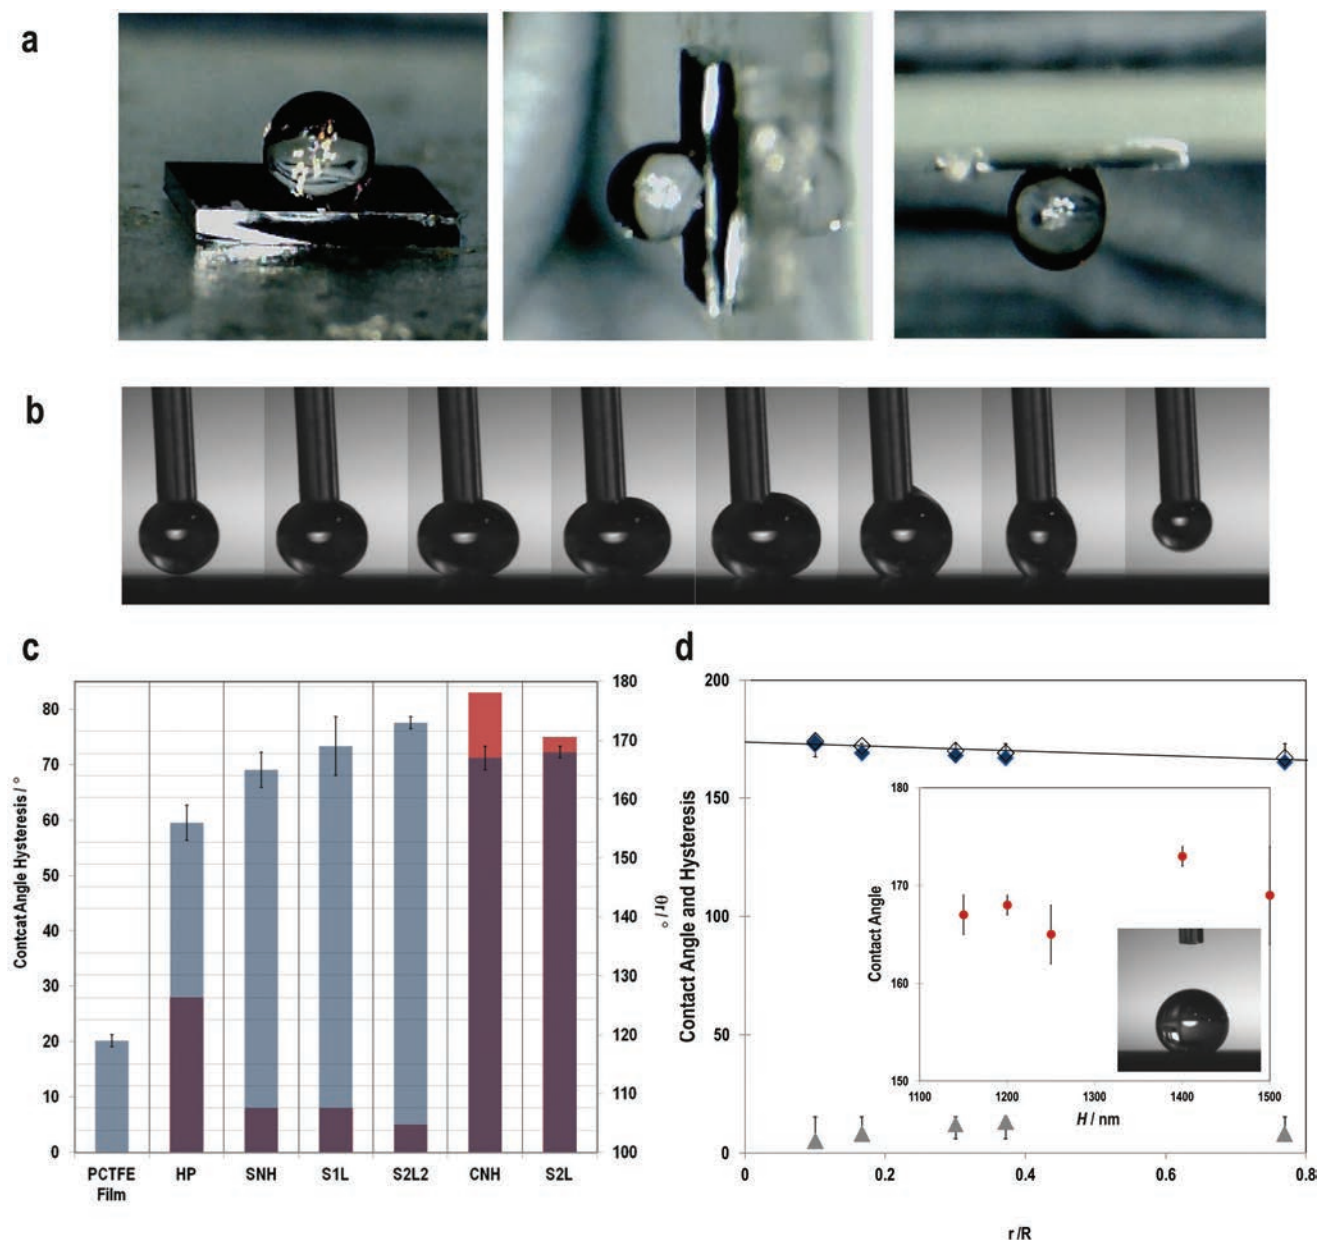 a
b
c
d
Contcat Angle Hysteresis / °
80
70
60
50
40
30
20
10
0
180
170
160
150
140
130
120
110
100
θr / °
PCTFE Film
HP
SNH
S1L
S2L2
CNH
S2L
Contact Angle and Hysteresis
200
150
100
50
0
0
0.2
0.4
0.6
0.8
r /R
Contact Angle
180
170
160
150
1100
1200
1300
1400
1500
H / nm